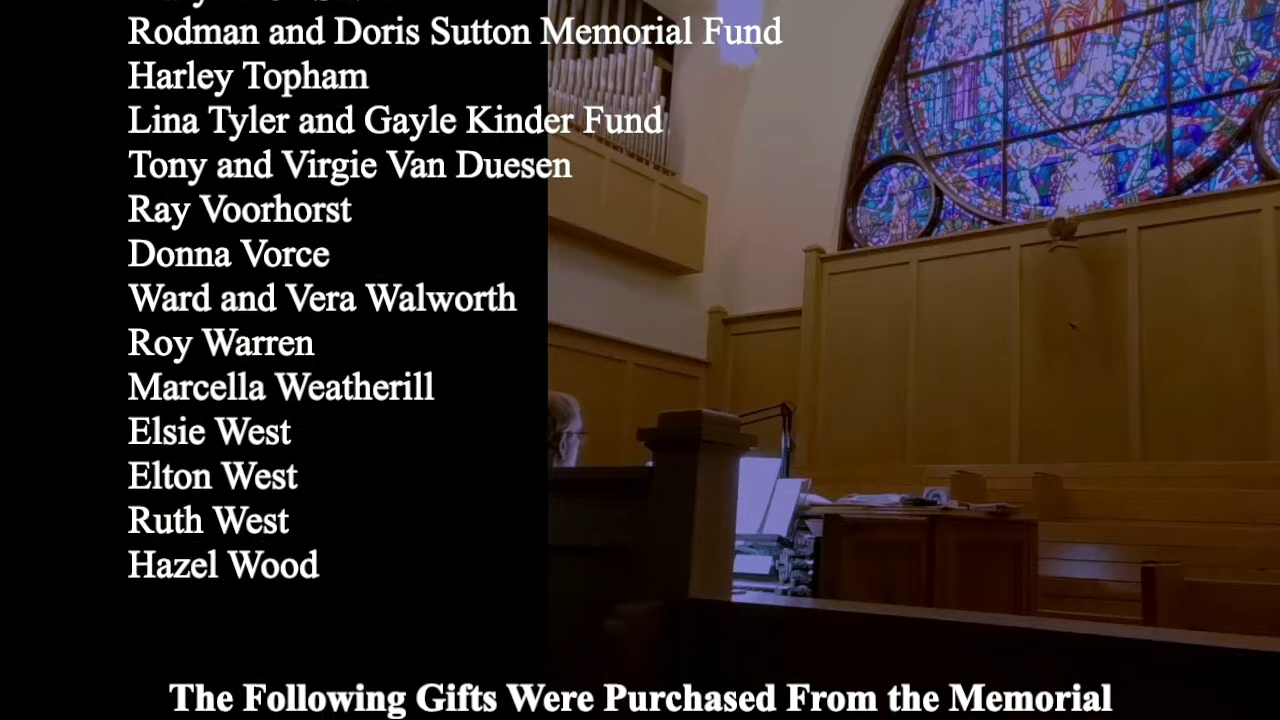 Rodman and Doris Sutton Memorial Fund
Harley Topham
Lina Tyler and Gayle Kinder Fund
Tony and Virgie Van Duesen
Ray Voorhorst
Donna Vorce
Ward and Vera Walworth
Roy Warren
Marcella Weatherill
Elsie West
Elton West
Ruth West
Hazel Wood
The Following Gifts Were Purchased From the Memorial